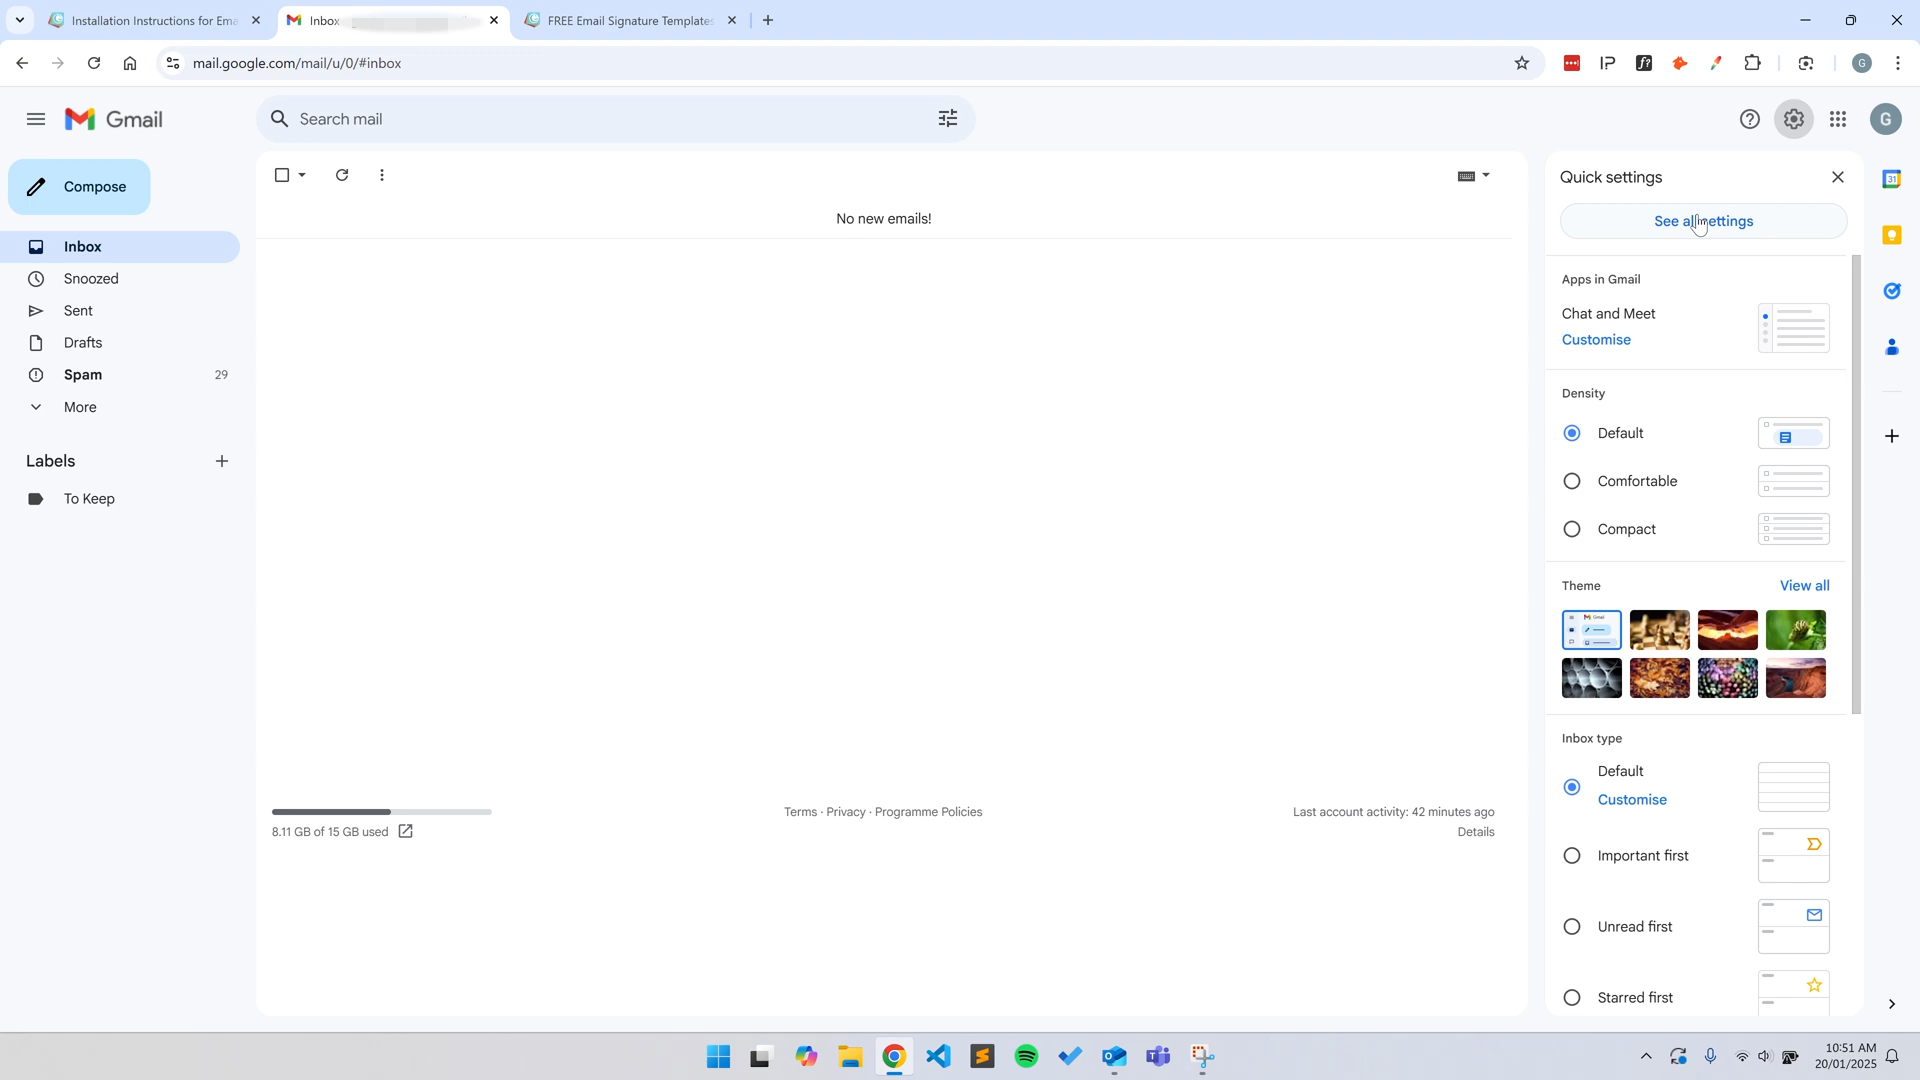 Installation Instructions for Ema
Inbox
FREE Email Signature Templates
mail.google.com/mail/u/0/#inbox
G
Gmail
Search mail
G
Compose
Quick settings
31
See all settings
No new emails!
Inbox
Snoozed
Sent
Drafts
Spam 29
More
Labels
To Keep
Apps in Gmail
Chat and Meet
Customise
Density
Default
Comfortable
Compact
Theme View all
Gmail
Inbox type
Default
Customise
Important first
Unread first
Starred first
8.11 GB of 15 GB used
Terms · Privacy · Programme Policies
Last account activity: 42 minutes ago
Details
10:51 AM
20/01/2025